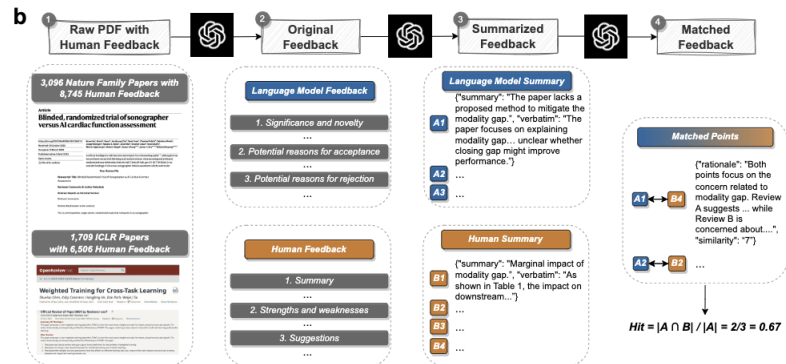 b
1
Raw PDF with
Human Feedback
2
Original
Feedback
3
Summarized
Feedback
4
Matched
Feedback
3,096 Nature Family Papers with
8,745 Human Feedback
Article
Blinded, randomized trial of sonographer
versus AI cardiac function assessment
1,709 ICLR Papers
with 6,506 Human Feedback
OpenReview
Weighted Training for Cross-Task Learning
Language Model Feedback
1. Significance and novelty
...
2. Potential reasons for acceptance
...
3. Potential reasons for rejection
...
Human Feedback
1. Summary
...
2. Strengths and weaknesses
...
3. Suggestions
...
Language Model Summary
A1
{"summary": "The paper lacks a
proposed method to mitigate the
modality gap.", "verbatim": "The
paper focuses on explaining
modality gap... unclear whether
closing gap might improve
performance."}
A2
...
A3
...
Human Summary
B1
{"summary": "Marginal impact of
modality gap.", "verbatim": "As
shown in Table 1, the impact on
downstream..."}
B2
...
B3
...
B4
...
Matched Points
A1
B4
{"rationale": "Both
points focus on the
concern related to
modality gap. Review
A suggests ... while
Review B is
concerned about....",
"similarity": "7"}
A2
B2
...
Hit = |A ∩ B| / |A| = 2/3 = 0.67